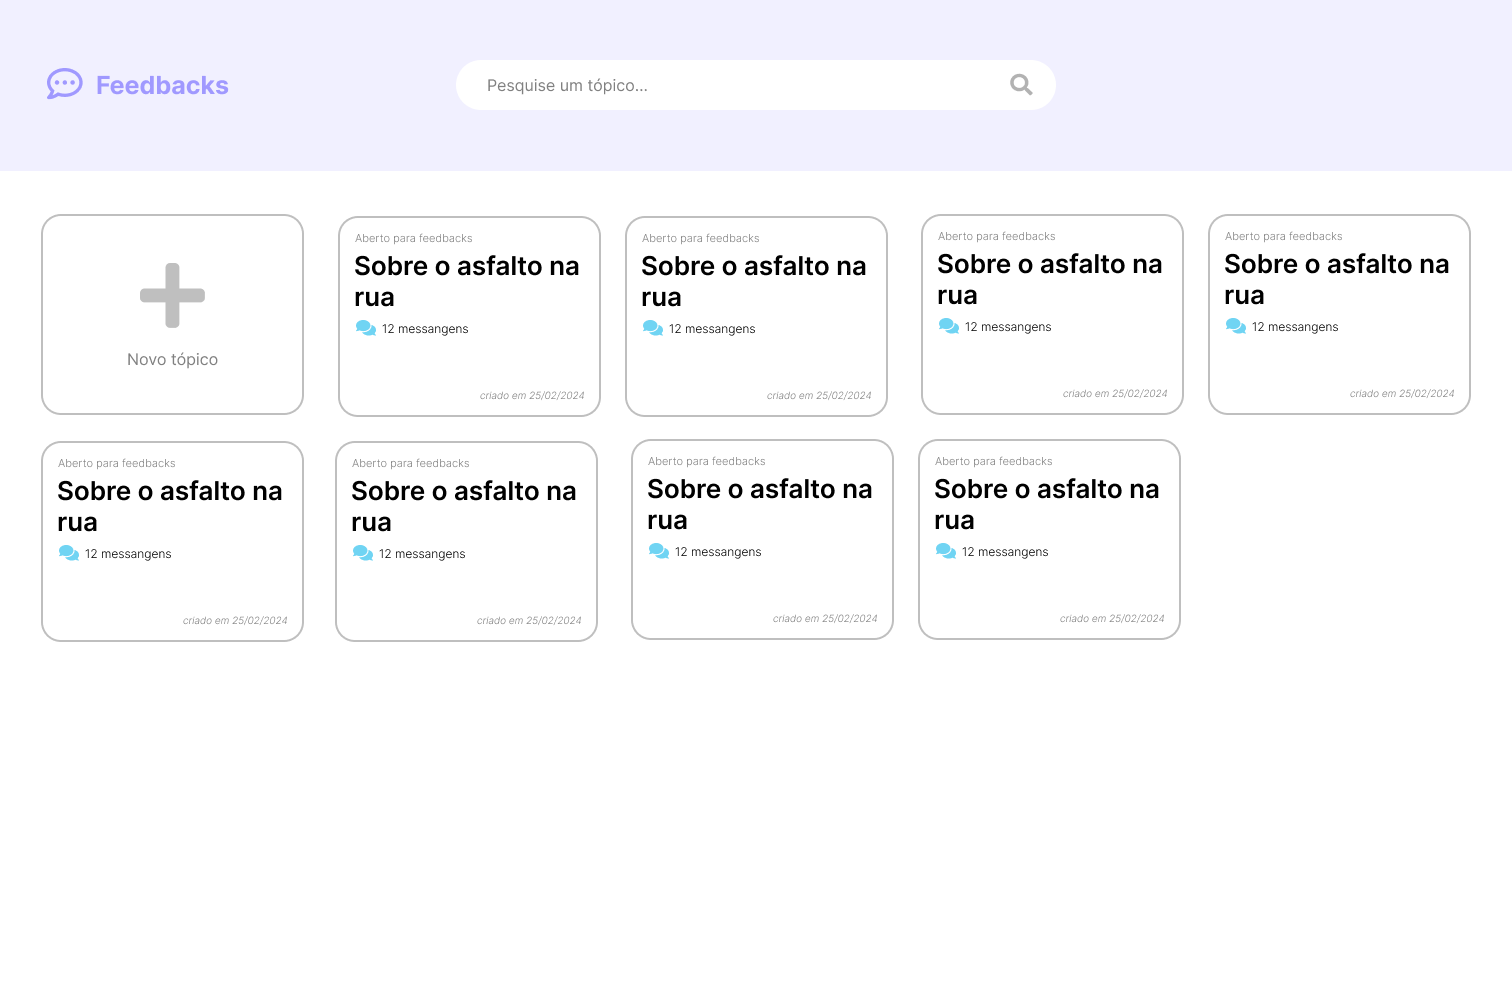 Feedbacks
Pesquise um tópico...
Novo tópico
Aberto para feedbacks
Sobre o asfalto na
rua
12 messangens
criado em 25/02/2024
Aberto para feedbacks
Sobre o asfalto na
rua
12 messangens
criado em 25/02/2024
Aberto para feedbacks
Sobre o asfalto na
rua
12 messangens
criado em 25/02/2024
Aberto para feedbacks
Sobre o asfalto na
rua
12 messangens
criado em 25/02/2024
Aberto para feedbacks
Sobre o asfalto na
rua
12 messangens
criado em 25/02/2024
Aberto para feedbacks
Sobre o asfalto na
rua
12 messangens
criado em 25/02/2024
Aberto para feedbacks
Sobre o asfalto na
rua
12 messangens
criado em 25/02/2024
Aberto para feedbacks
Sobre o asfalto na
rua
12 messangens
criado em 25/02/2024